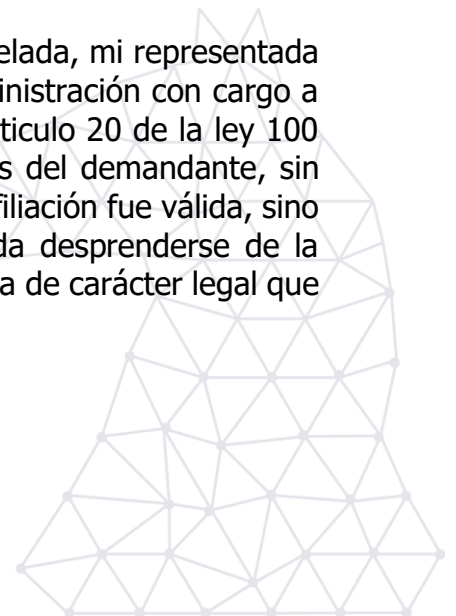 elada, mi representada
inistración con cargo a
ticulo 20 de la ley 100
s del demandante, sin
filiación fue válida, sino
da desprenderse de la
a de carácter legal que